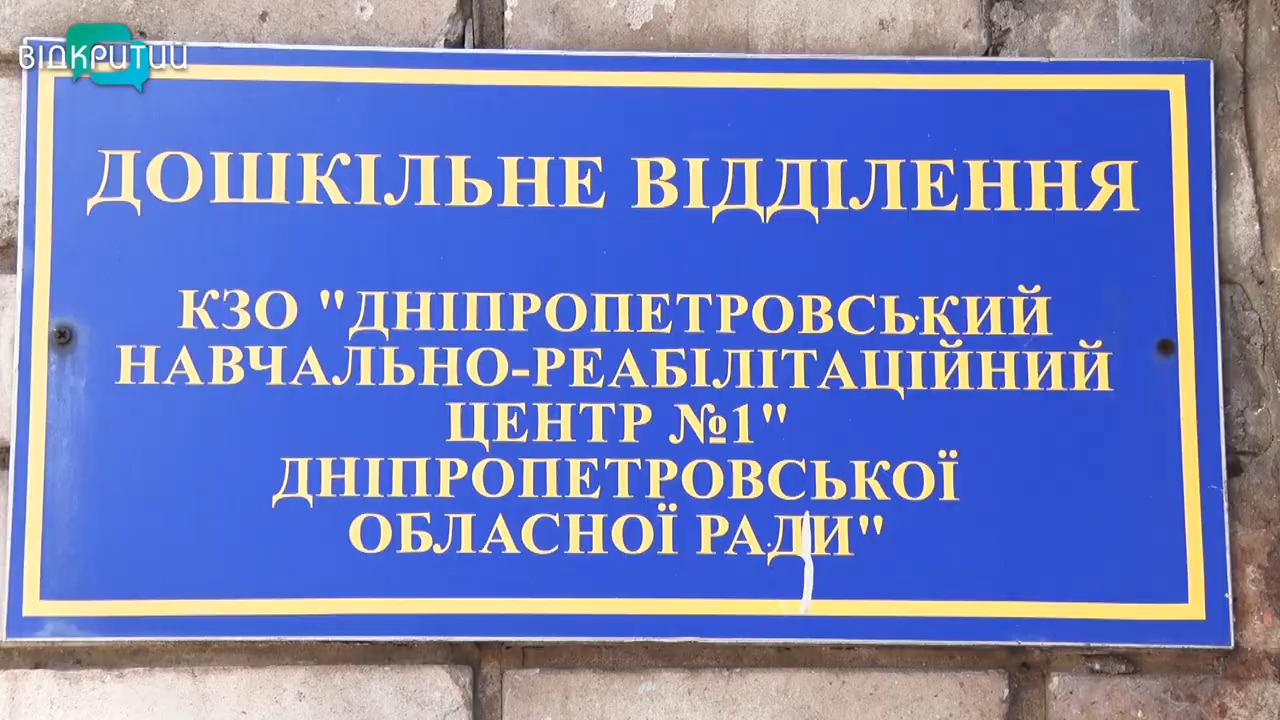 ВІДКРИТИЙ
ДОШКІЛЬНЕ ВІДДІЛЕННЯ
КЗО "ДНІПРОПЕТРОВСЬКИЙ
НАВЧАЛЬНО-РЕАБІЛІТАЦІЙНИЙ
ЦЕНТР №1"
ДНІПРОПЕТРОВСЬКОЇ
ОБЛАСНОЇ РАДИ"